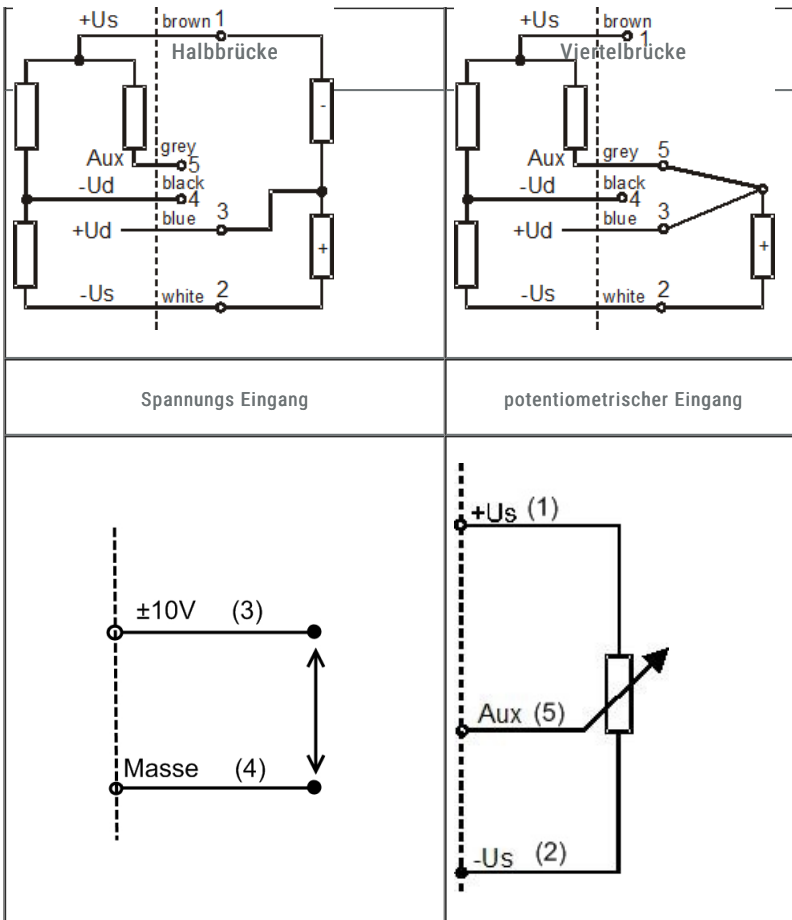 +Us brown 1
Halbbrücke
-
grey
Aux 5
black
-Ud 4
blue 3
+Ud
+
-Us white 2
+Us brown
1
Viertelbrücke
grey 5
Aux
black
-Ud 4
blue 3
+Ud
+
-Us white 2
Spannungs Eingang
potentiometrischer Eingang
±10V (3)
Masse (4)
+Us (1)
Aux (5)
-Us (2)